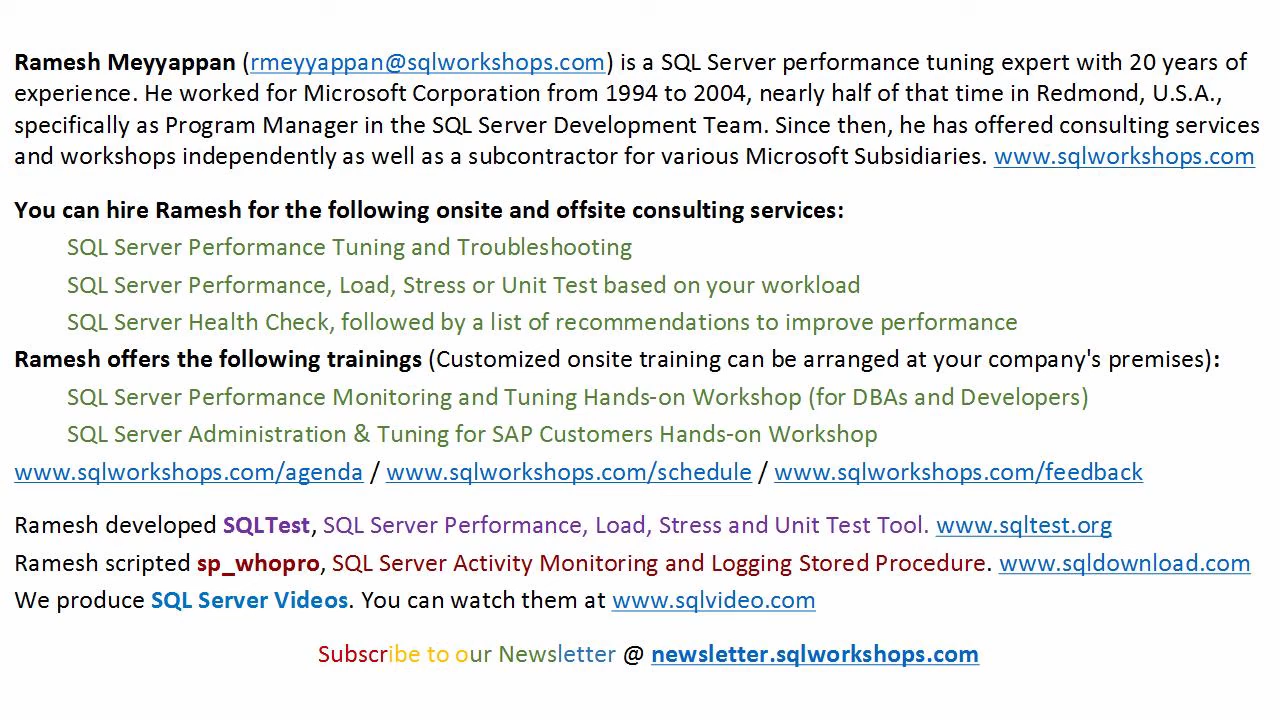 Ramesh Meyyappan (rmeyyappan@sqlworkshops.com) is a SQL Server performance tuning expert with 20 years of
experience. He worked for Microsoft Corporation from 1994 to 2004, nearly half of that time in Redmond, U.S.A.,
specifically as Program Manager in the SQL Server Development Team. Since then, he has offered consulting services
and workshops independently as well as a subcontractor for various Microsoft Subsidiaries. www.sqlworkshops.com
You can hire Ramesh for the following onsite and offsite consulting services:
SQL Server Performance Tuning and Troubleshooting
SQL Server Performance, Load, Stress or Unit Test based on your workload
SQL Server Health Check, followed by a list of recommendations to improve performance
Ramesh offers the following trainings (Customized onsite training can be arranged at your company's premises):
SQL Server Performance Monitoring and Tuning Hands-on Workshop (for DBAs and Developers)
SQL Server Administration & Tuning for SAP Customers Hands-on Workshop
www.sqlworkshops.com/agenda / www.sqlworkshops.com/schedule / www.sqlworkshops.com/feedback
Ramesh developed SQLTest, SQL Server Performance, Load, Stress and Unit Test Tool. www.sqltest.org
Ramesh scripted sp_whopro, SQL Server Activity Monitoring and Logging Stored Procedure. www.sqldownload.com
We produce SQL Server Videos. You can watch them at www.sqlvideo.com
Subscribe to our Newsletter @ newsletter.sqlworkshops.com